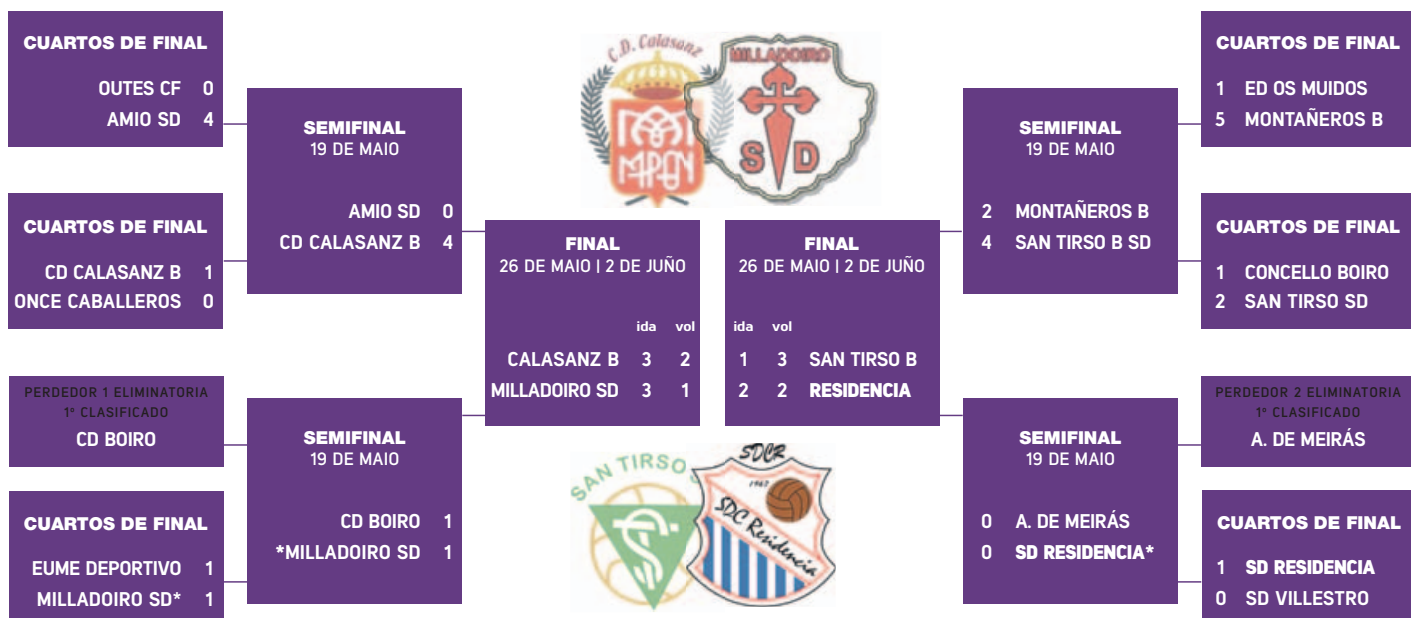 CUARTOS DE FINAL
OUTES CF 0
AMIO SD 4
CUARTOS DE FINAL
CD CALASANZ B 1
ONCE CABALLEROS 0
PERDEDOR 1 ELIMINATORIA
1º CLASIFICADO
CD BOIRO
CUARTOS DE FINAL
EUME DEPORTIVO 1
MILLADOIRO SD* 1
SEMIFINAL
19 DE MAIO
AMIO SD 0
CD CALASANZ B 4
SEMIFINAL
19 DE MAIO
CD BOIRO 1
*MILLADOIRO SD 1
C.D. Calasanz
MILLADOIRO
S D
FINAL
26 DE MAIO | 2 DE JUÑO
ida vol
CALASANZ B 3 2
MILLADOIRO SD 3 1
FINAL
26 DE MAIO | 2 DE JUÑO
ida vol
1 3 SAN TIRSO B
2 2 RESIDENCIA
SAN TIRSO
SDCR
1967
SDC Residencia
SEMIFINAL
19 DE MAIO
2 MONTAÑEROS B
4 SAN TIRSO B SD
SEMIFINAL
19 DE MAIO
0 A. DE MEIRÁS
0 SD RESIDENCIA*
CUARTOS DE FINAL
1 ED OS MUIDOS
5 MONTAÑEROS B
CUARTOS DE FINAL
1 CONCELLO BOIRO
2 SAN TIRSO SD
PERDEDOR 2 ELIMINATORIA
1º CLASIFICADO
A. DE MEIRÁS
CUARTOS DE FINAL
1 SD RESIDENCIA
0 SD VILLESTRO